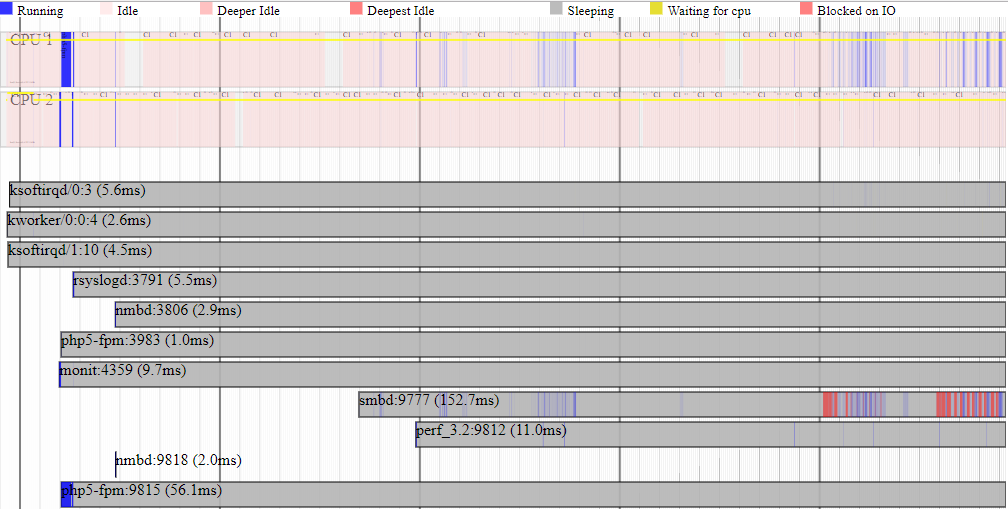 Running Idle Deeper Idle Deepest Idle Sleeping Waiting for cpu Blocked on IO
CPU 1
CPU 2
ksoftirqd/0:3 (5.6ms)
kworker/0:0:4 (2.6ms)
ksoftirqd/1:10 (4.5ms)
rsyslogd:3791 (5.5ms)
nmbd:3806 (2.9ms)
php5-fpm:3983 (1.0ms)
monit:4359 (9.7ms)
smbd:9777 (152.7ms)
perf_3.2:9812 (11.0ms)
nmbd:9818 (2.0ms)
php5-fpm:9815 (56.1ms)